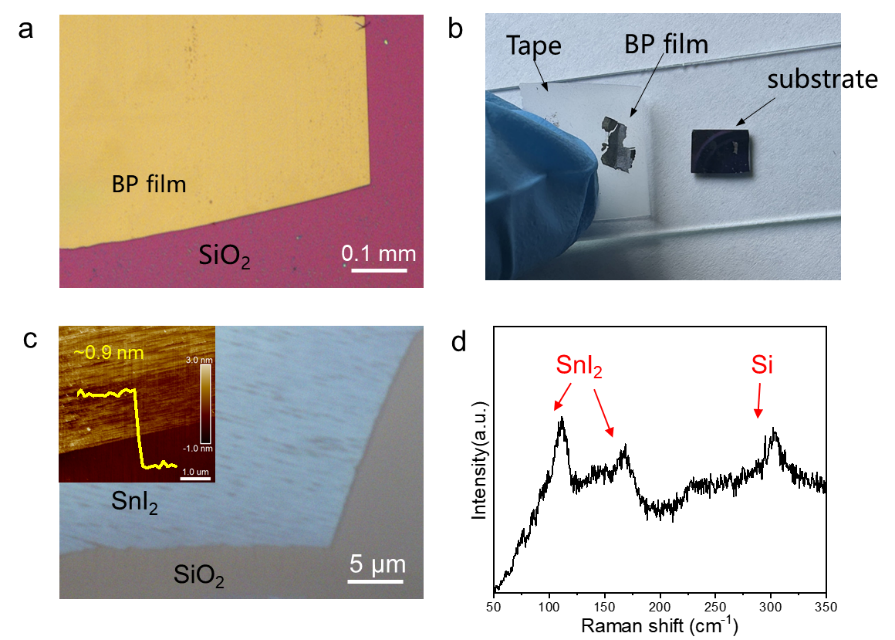 a
BP film
SiO₂
0.1 mm
b
Tape
BP film
substrate
c
~0.9 nm
3.0 nm
-1.0 nm
1.0 um
SnI₂
SiO₂
5 µm
d
SnI₂
Si
Intensity(a.u.)
50 100 150 200 250 300 350
Raman shift (cm⁻¹)